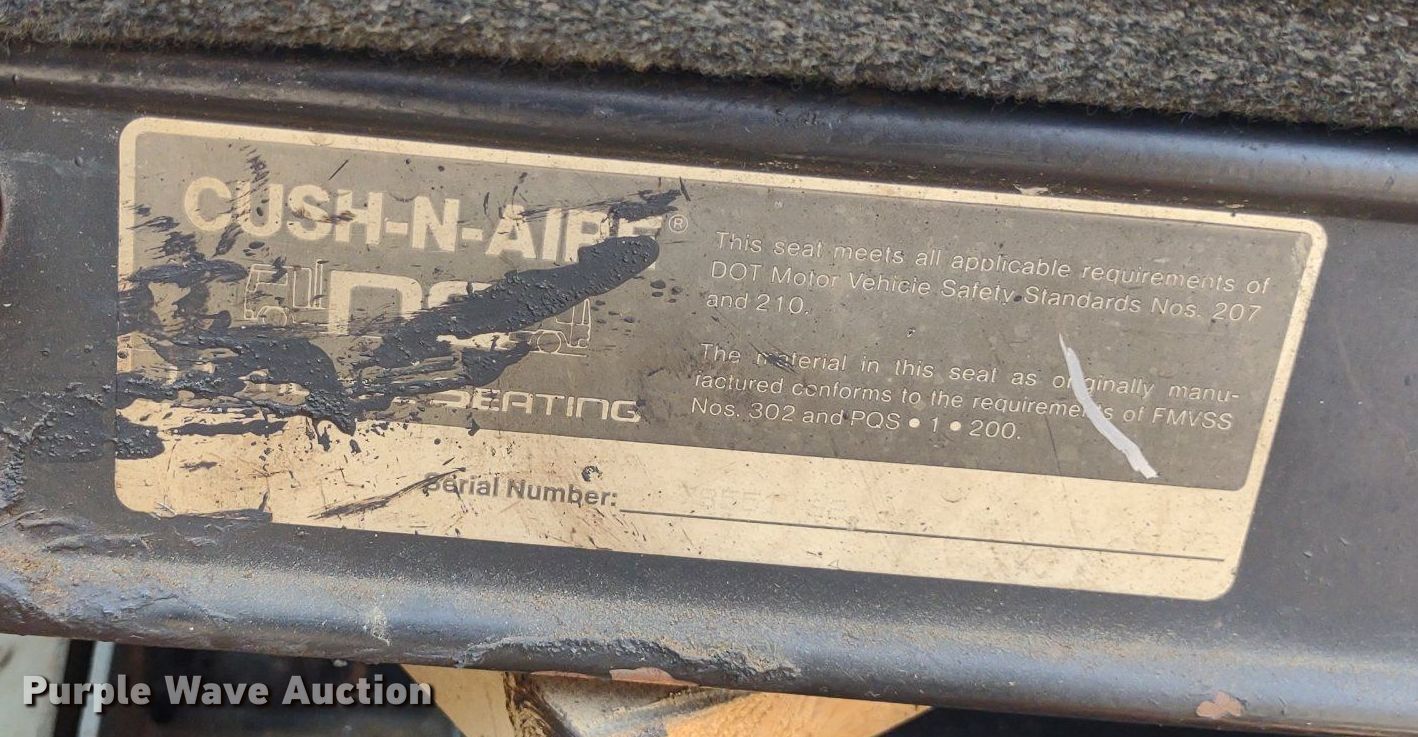 CUSH-N-AIRE®
SEATING
This seat meets all applicable requirements of
DOT Motor Vehicle Safety Standards Nos. 207
and 210.
The material in this seat as originally manu-
factured conforms to the requirements of FMVSS
Nos. 302 and PQS • 1 • 200.
Serial Number:
Purple Wave Auction